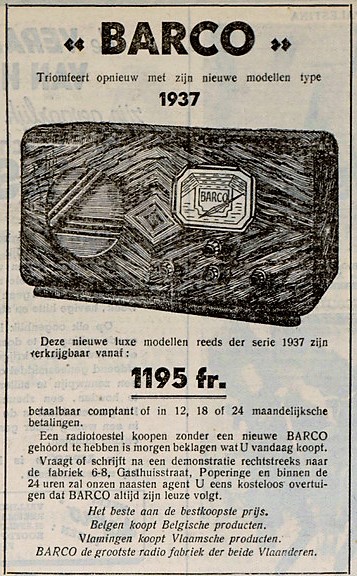 « BARCO »
Triomfeert opnieuw met zijn nieuwe modellen type
1937
BARCO
Deze nieuwe luxe modellen reeds der serie 1937 zijn
verkrijgbaar vanaf :
1195 fr.
betaalbaar comptant of in 12, 18 of 24 maandelijksche
betalingen.
Een radiotoestel koopen zonder een nieuwe BARCO
gehoord te hebben is morgen beklagen wat U vandaag koopt.
Vraagt of schrijft na een demonstratie rechtstreeks naar
de fabriek 6-8, Gasthuisstraat, Poperinge en binnen de
24 uren zal onzen naasten agent U eens kosteloos overtui-
gen dat BARCO altijd zijn leuze volgt.
Het beste aan de bestkoopste prijs.
Belgen koopt Belgische producten.
Vlamingen koopt Vlaamsche producten.
BARCO de grootste radio fabriek der beide Vlaanderen.